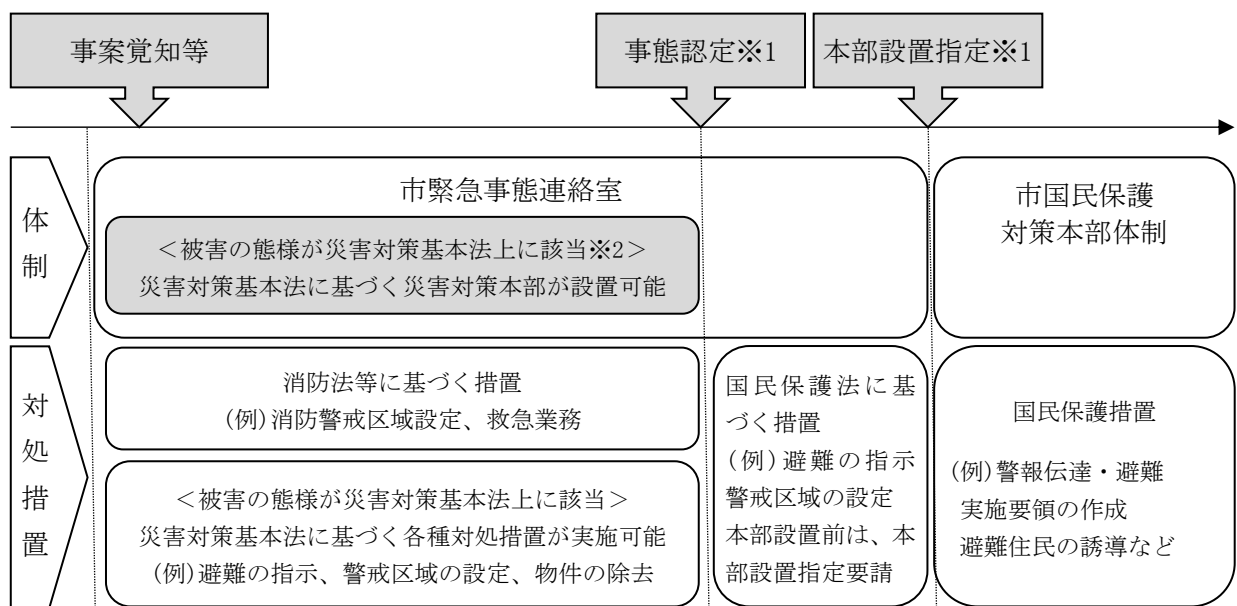 事案覚知等
事態認定※1
本部設置指定※1
体制
市緊急事態連絡室
＜被害の態様が災害対策基本法上に該当※2＞
災害対策基本法に基づく災害対策本部が設置可能
市国民保護
対策本部体制
対処措置
消防法等に基づく措置
(例)消防警戒区域設定、救急業務
＜被害の態様が災害対策基本法上に該当＞
災害対策基本法に基づく各種対処措置が実施可能
(例)避難の指示、警戒区域の設定、物件の除去
国民保護法に基
づく措置
(例)避難の指示
警戒区域の設定
本部設置前は、本
部設置指定要請
国民保護措置
(例)警報伝達・避難
実施要領の作成
避難住民の誘導など